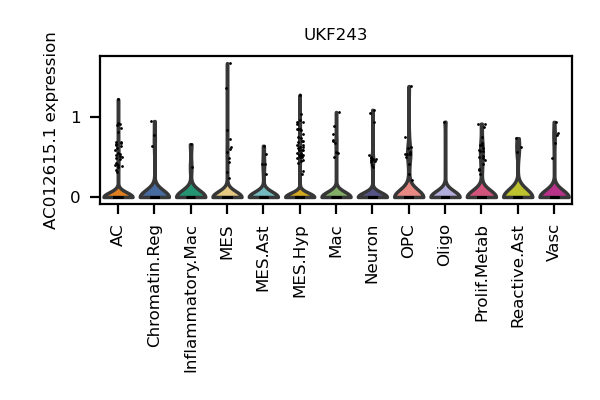 UKF243
AC012615.1 expression
1
0
AC
Chromatin.Reg
Inflammatory.Mac
MES
MES.Ast
MES.Hyp
Mac
Neuron
OPC
Oligo
Prolif.Metab
Reactive.Ast
Vasc